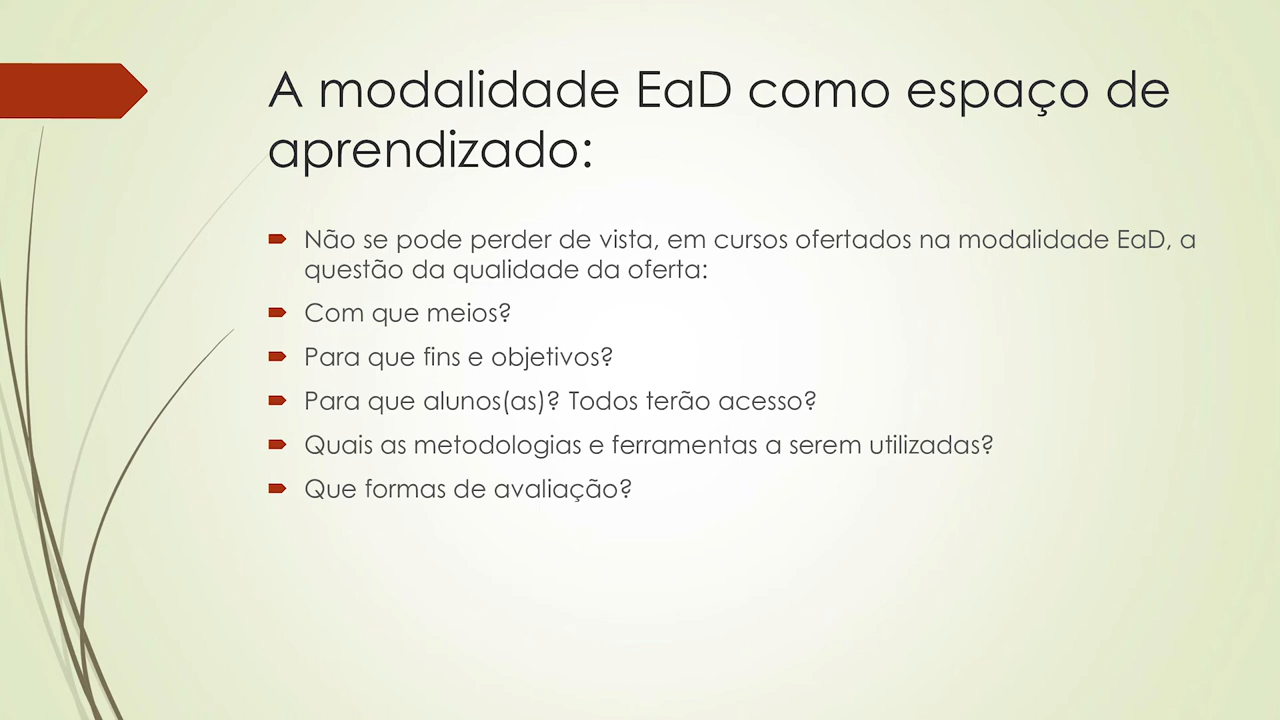 A modalidade EaD como espaço de
aprendizado:
Não se pode perder de vista, em cursos ofertados na modalidade EaD, a
questão da qualidade da oferta:
Com que meios?
Para que fins e objetivos?
Para que alunos(as)? Todos terão acesso?
Quais as metodologias e ferramentas a serem utilizadas?
Que formas de avaliação?